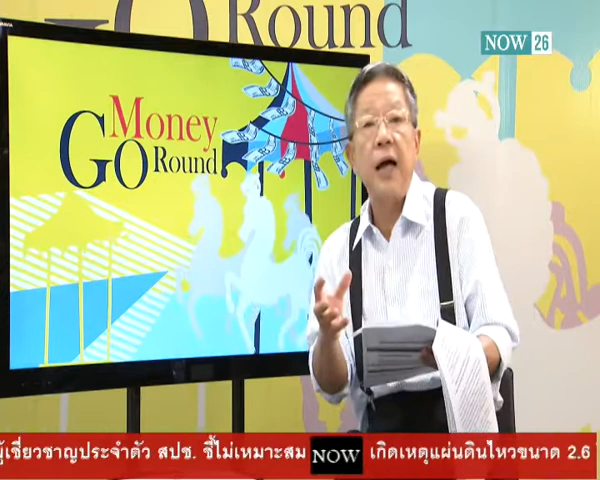 Round
NOW 26
Money
GO Round
ผู้เชี่ยวชาญประจำตัว สปช. ชี้ไม่เหมาะสม NOW เกิดเหตุแผ่นดินไหวขนาด 2.6